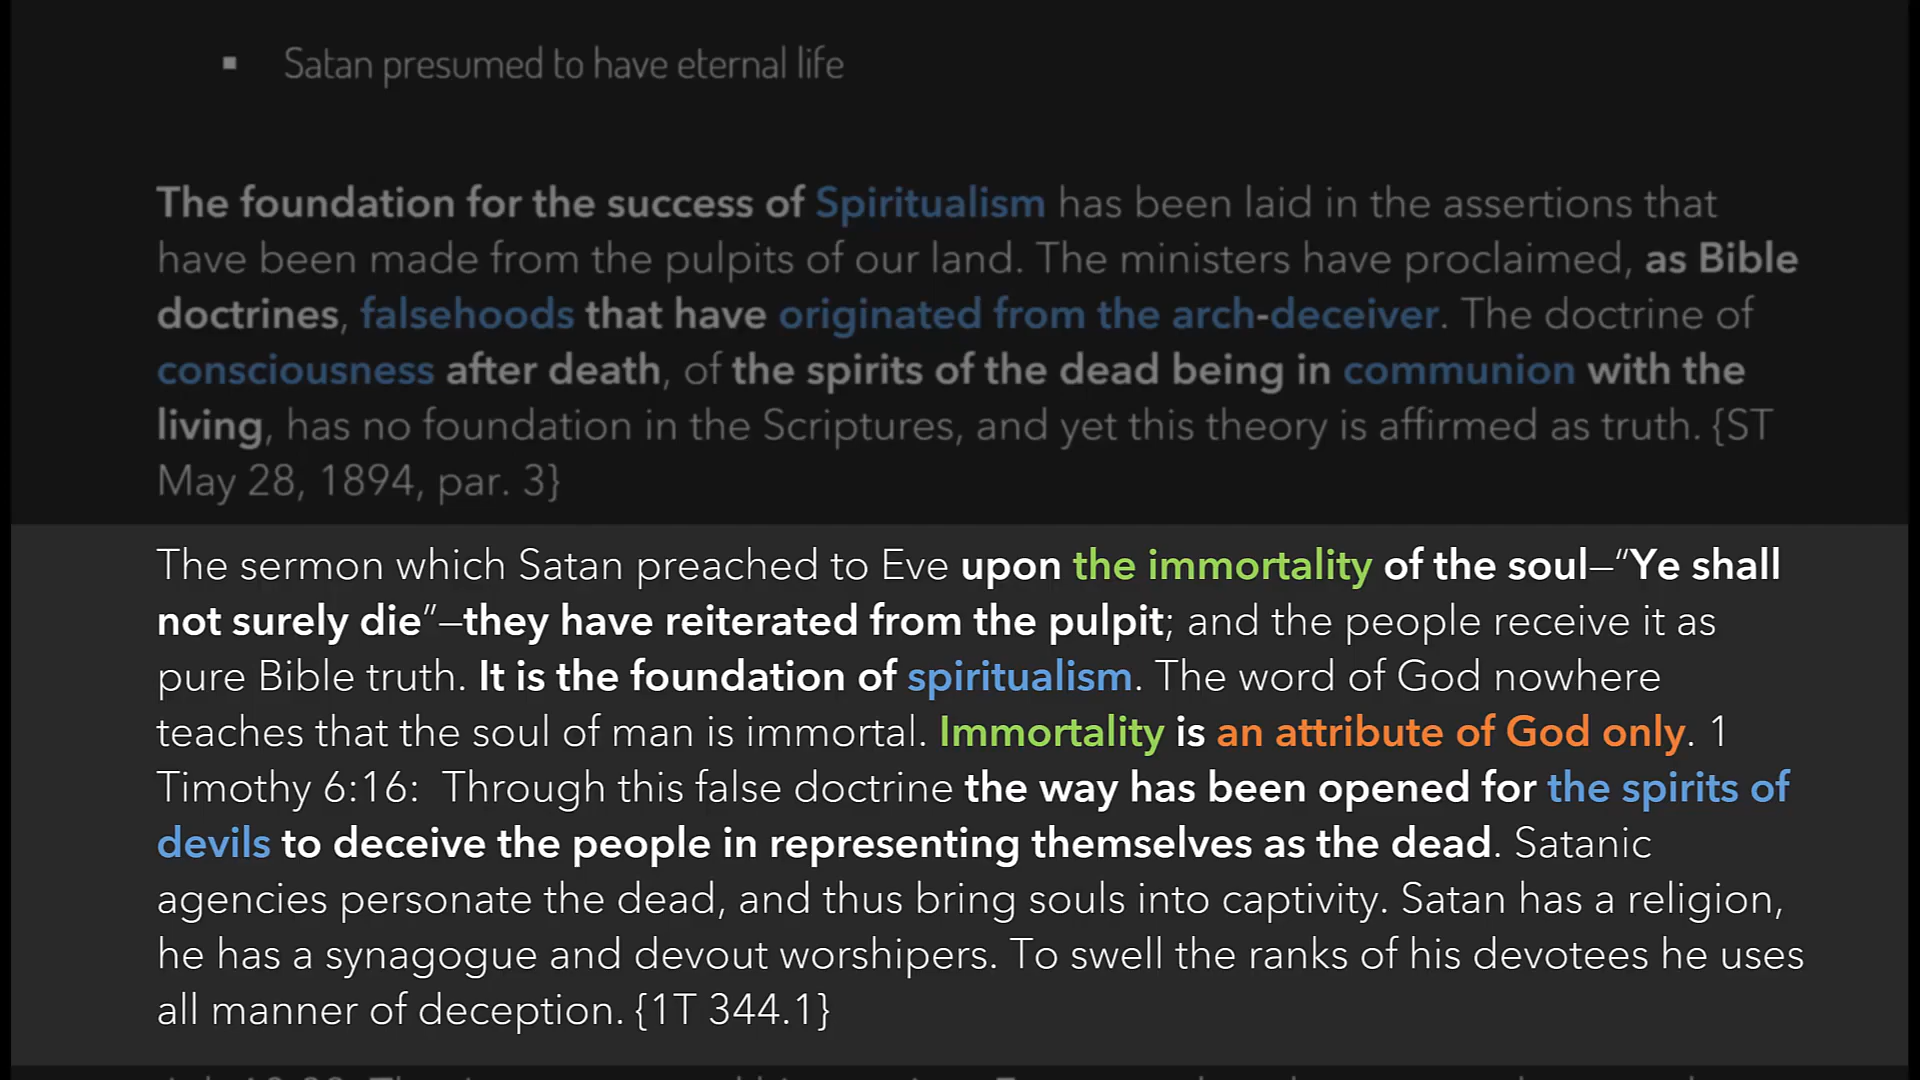 ▪ Satan presumed to have eternal life
The foundation for the success of Spiritualism has been laid in the assertions that
have been made from the pulpits of our land. The ministers have proclaimed, as Bible
doctrines, falsehoods that have originated from the arch-deceiver. The doctrine of
consciousness after death, of the spirits of the dead being in communion with the
living, has no foundation in the Scriptures, and yet this theory is affirmed as truth. {ST
May 28, 1894, par. 3}
The sermon which Satan preached to Eve upon the immortality of the soul—“Ye shall
not surely die”—they have reiterated from the pulpit; and the people receive it as
pure Bible truth. It is the foundation of spiritualism. The word of God nowhere
teaches that the soul of man is immortal. Immortality is an attribute of God only. 1
Timothy 6:16:  Through this false doctrine the way has been opened for the spirits of
devils to deceive the people in representing themselves as the dead. Satanic
agencies personate the dead, and thus bring souls into captivity. Satan has a religion,
he has a synagogue and devout worshipers. To swell the ranks of his devotees he uses
all manner of deception. {1T 344.1}